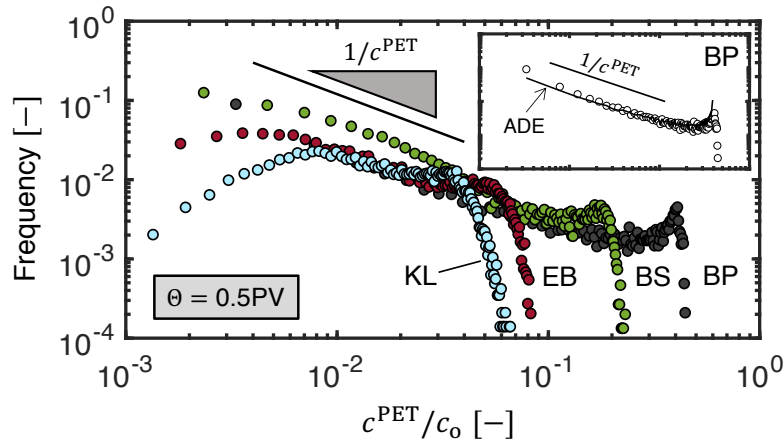 10^0
10^-1
10^-2
10^-3
10^-4
Frequency [–]
1/c^PET
BP
1/c^PET
ADE
KL
EB
BS
BP
Θ = 0.5PV
10^-3
10^-2
10^-1
10^0
c^PET/c_o [–]